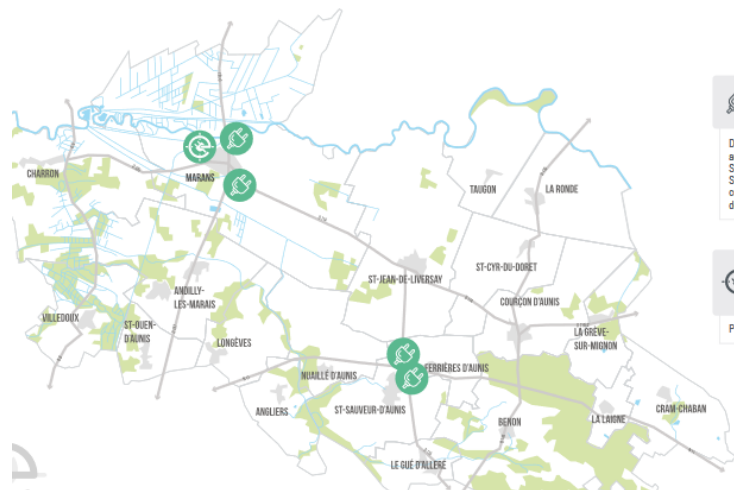 CHARRON
MARANS
TAUGON
LA RONDE
ST-JEAN-DE-LIVERSAY
ST-CYR-DU-DORET
ANDILLY-
LES-MARAIS
COURÇON D'AUNIS
VILLEDOUX
ST-OUEN-
D'AUNIS
LONGÈVES
LA GRÈVE-
SUR-MIGNON
NUAILLÉ D'AUNIS
FERRIÈRES D'AUNIS
ANGLIERS
ST-SAUVEUR-D'AUNIS
BENON
LA LAIGNE
CRAM-CHABAN
LE GUÉ D'ALLÉRÉ